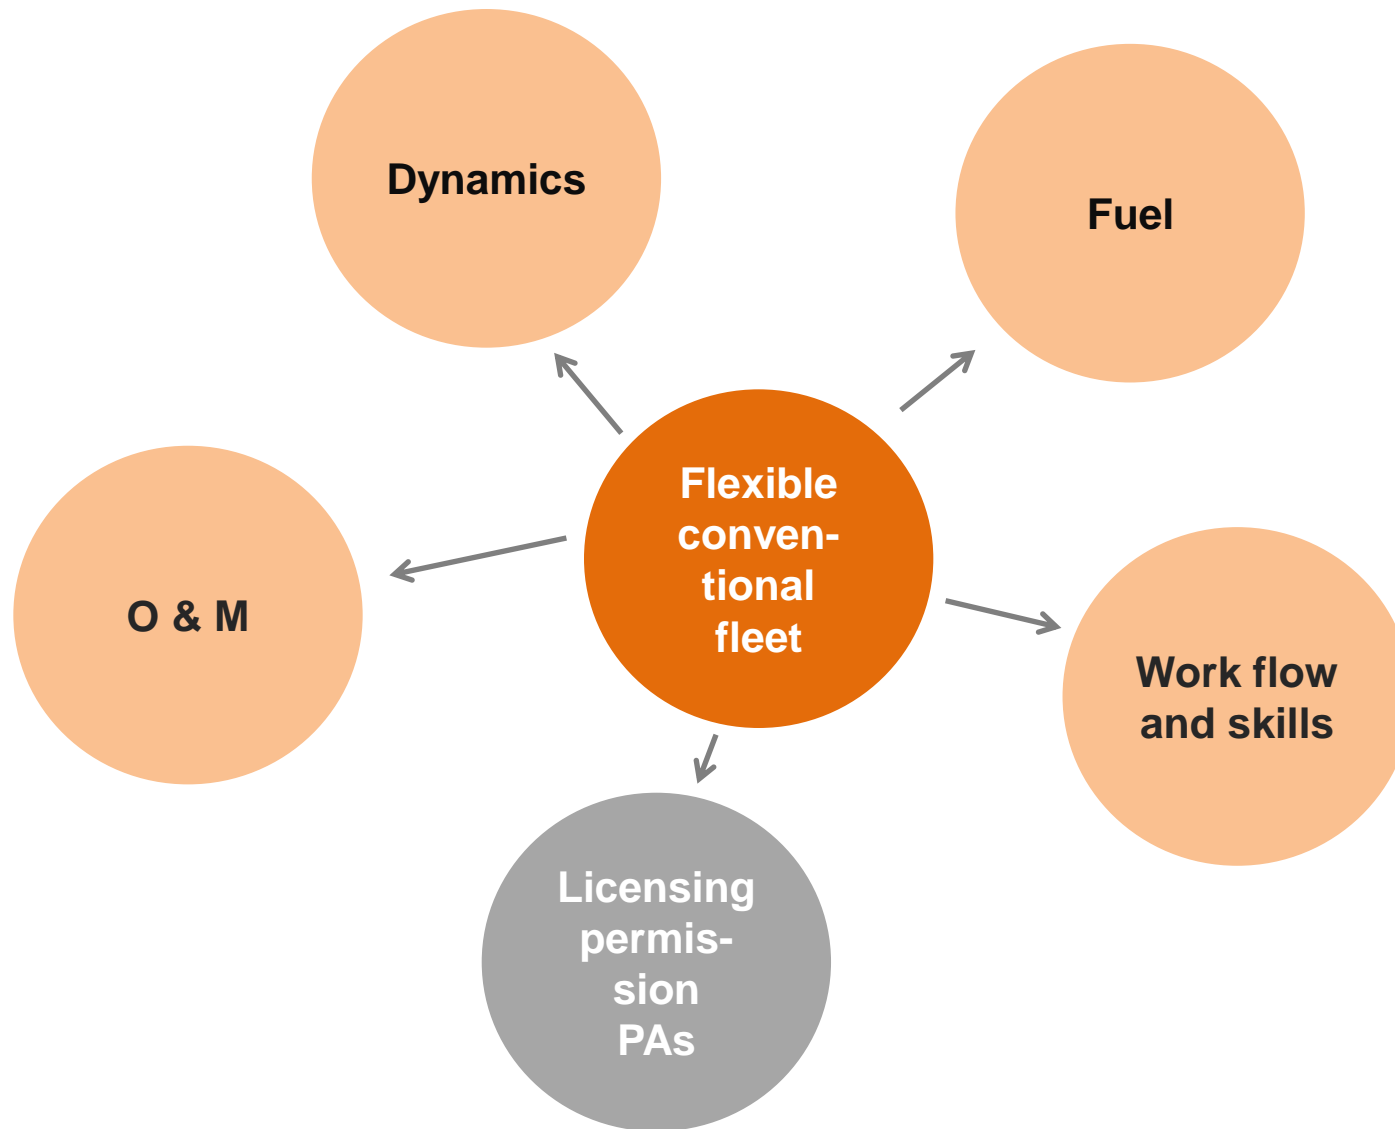 Dynamics
Fuel
Flexible
conven-
tional
fleet
O & M
Work flow
and skills
Licensing
permis-
sion
PAs